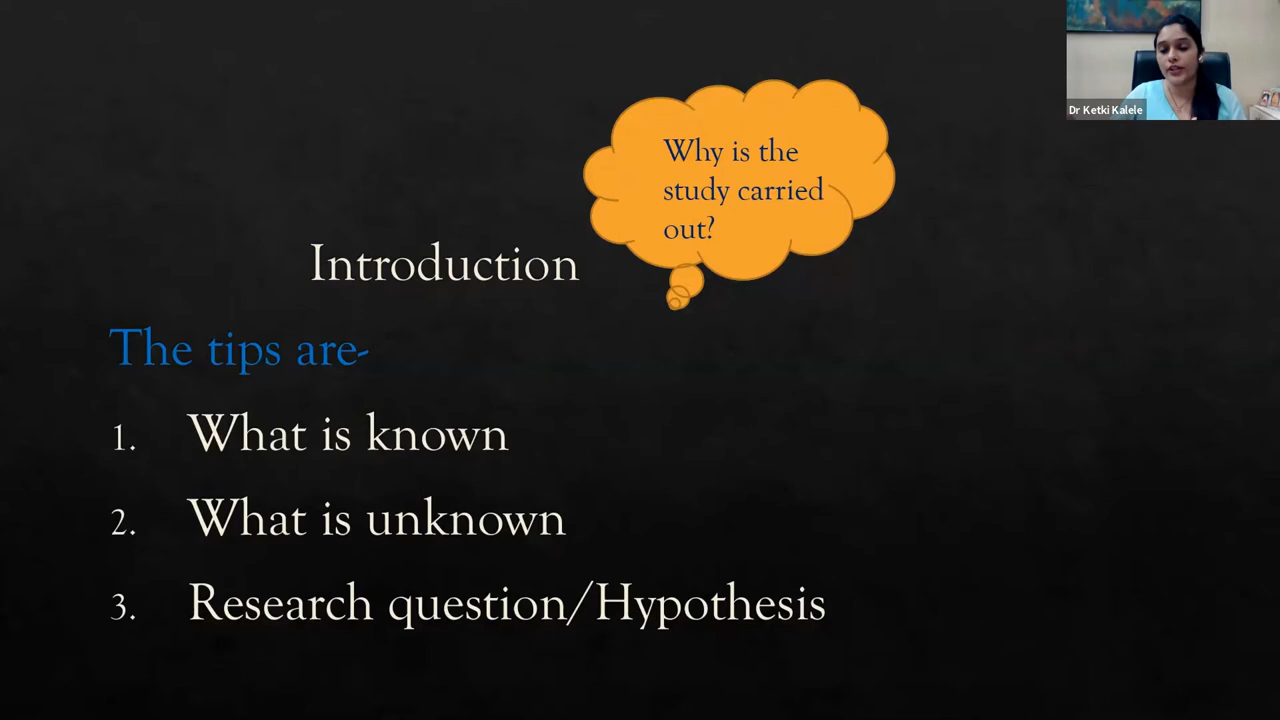 Dr Ketki Kalele
Why is the
study carried
out?
Introduction
The tips are-
1. What is known
2. What is unknown
3. Research question/Hypothesis